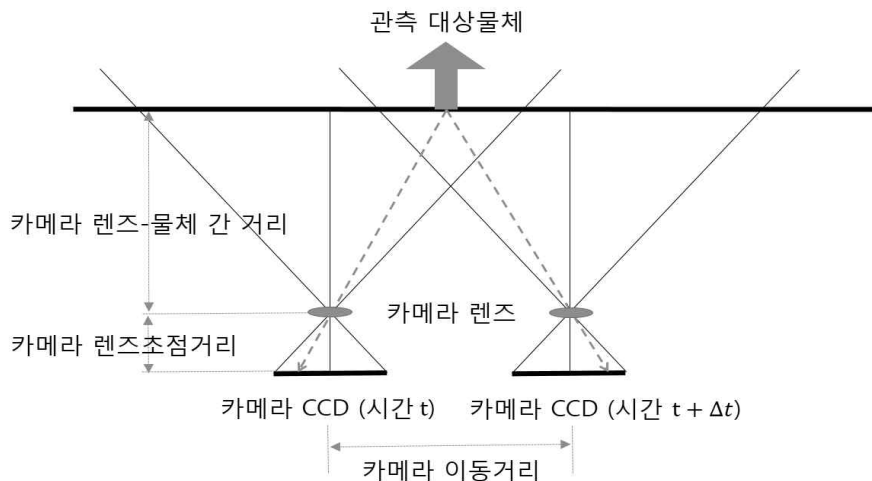 관측 대상물체
카메라 렌즈-물체 간 거리
카메라 렌즈
카메라 렌즈초점거리
카메라 CCD (시간 t)
카메라 CCD (시간 t + Δt)
카메라 이동거리